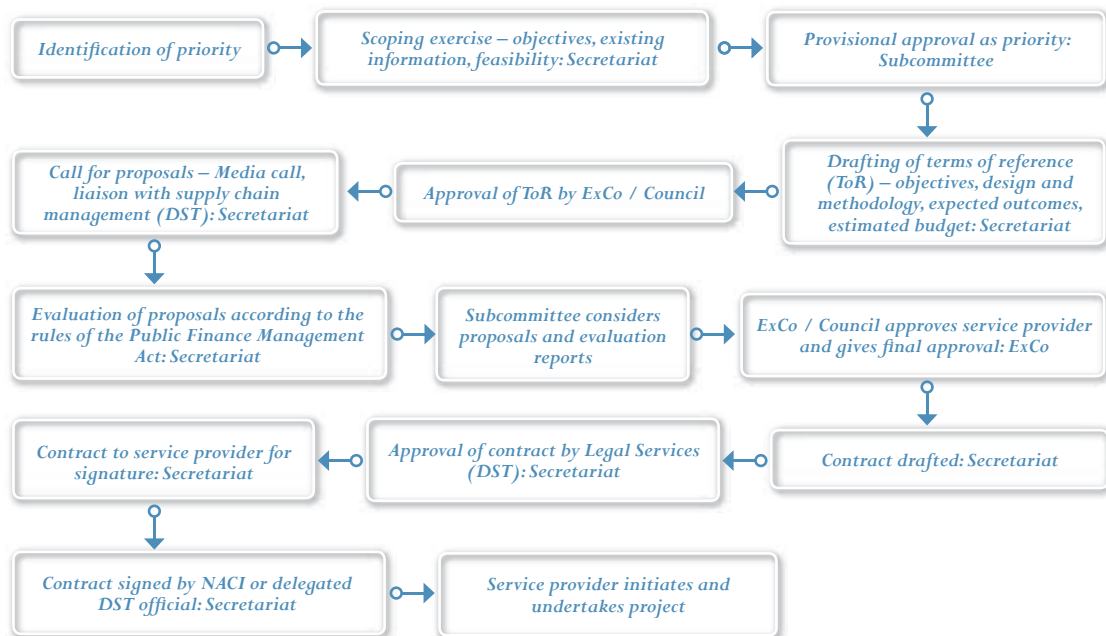 Identification of priority
Scoping exercise – objectives, existing
information, feasibility: Secretariat
Provisional approval as priority:
Subcommittee
Drafting of terms of reference
(ToR) – objectives, design and
methodology, expected outcomes,
estimated budget: Secretariat
Approval of ToR by ExCo / Council
Call for proposals – Media call,
liaison with supply chain
management (DST): Secretariat
Evaluation of proposals according to the
rules of the Public Finance Management
Act: Secretariat
Subcommittee considers
proposals and evaluation
reports
ExCo / Council approves service provider
and gives final approval: ExCo
Contract drafted: Secretariat
Approval of contract by Legal Services
(DST): Secretariat
Contract to service provider for
signature: Secretariat
Contract signed by NACI or delegated
DST official: Secretariat
Service provider initiates and
undertakes project